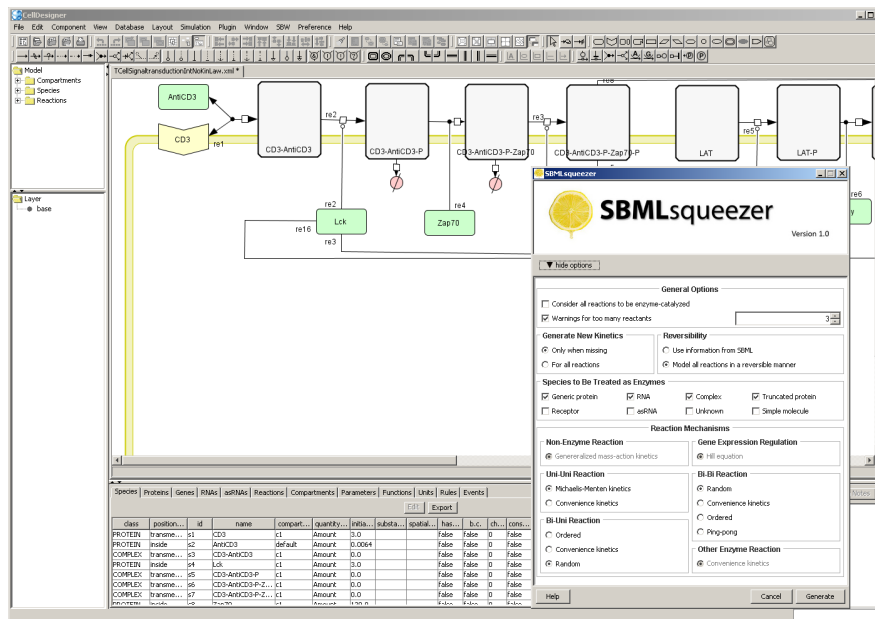 CellDesigner
File Edit Component View Database Layout Simulation Plugin Window SBW Preference Help
Model
Compartments
Species
Reactions
Layer
base
TCellSignaltransductionIntNoKinLaw.xml *
AntiCD3
CD3
re1
CD3-AntiCD3
re2
CD3-AntiCD3-P
CD3-AntiCD3-P-Zap70
re3
CD3-AntiCD3-P-Zap70-P
LAT
re5
LAT-P
re6
re2
Lck
re16
re3
re4
Zap70
y
SBMLsqueezer
SBMLsqueezer
Version 1.0
▼ hide options
General Options
Consider all reactions to be enzyme-catalyzed
Warnings for too many reactants
3
Generate New Kinetics
Only when missing
For all reactions
Reversibility
Use information from SBML
Model all reactions in a reversible manner
Species to Be Treated as Enzymes
Generic protein RNA Complex Truncated protein
Receptor asRNA Unknown Simple molecule
Reaction Mechanisms
Non-Enzyme Reaction
Genereralized mass-action kinetics
Gene Expression Regulation
Hill equation
Uni-Uni Reaction
Michaelis-Menten kinetics
Convenience kinetics
Bi-Uni Reaction
Ordered
Convenience kinetics
Random
Bi-Bi Reaction
Random
Convenience kinetics
Ordered
Ping-pong
Other Enzyme Reaction
Convenience kinetics
Help Cancel Generate
Notes
Species Proteins Genes RNAs asRNAs Reactions Compartments Parameters Functions Units Rules Events
Edit Export
class position... id name compart... quantity... initia... substa... spatial... has... b.c. ch... cons...
PROTEIN transme... s1 CD3 c1 Amount 3.0 false false 0 false
PROTEIN inside s2 AntiCD3 default Amount 0.0064 false false 0 false
COMPLEX transme... s3 CD3-AntiCD3 c1 Amount 0.0 false false 0 false
PROTEIN inside s4 Lck c1 Amount 3.0 false false 0 false
COMPLEX transme... s5 CD3-AntiCD3-P c1 Amount 0.0 false false 0 false
COMPLEX transme... s6 CD3-AntiCD3-P-Z... c1 Amount 0.0 false false 0 false
COMPLEX transme... s7 CD3-AntiCD3-P-Z... c1 Amount 0.0 false false 0 false
PROTEIN inside s8 Zap70 c1 Amount 120.0 false false 0 false